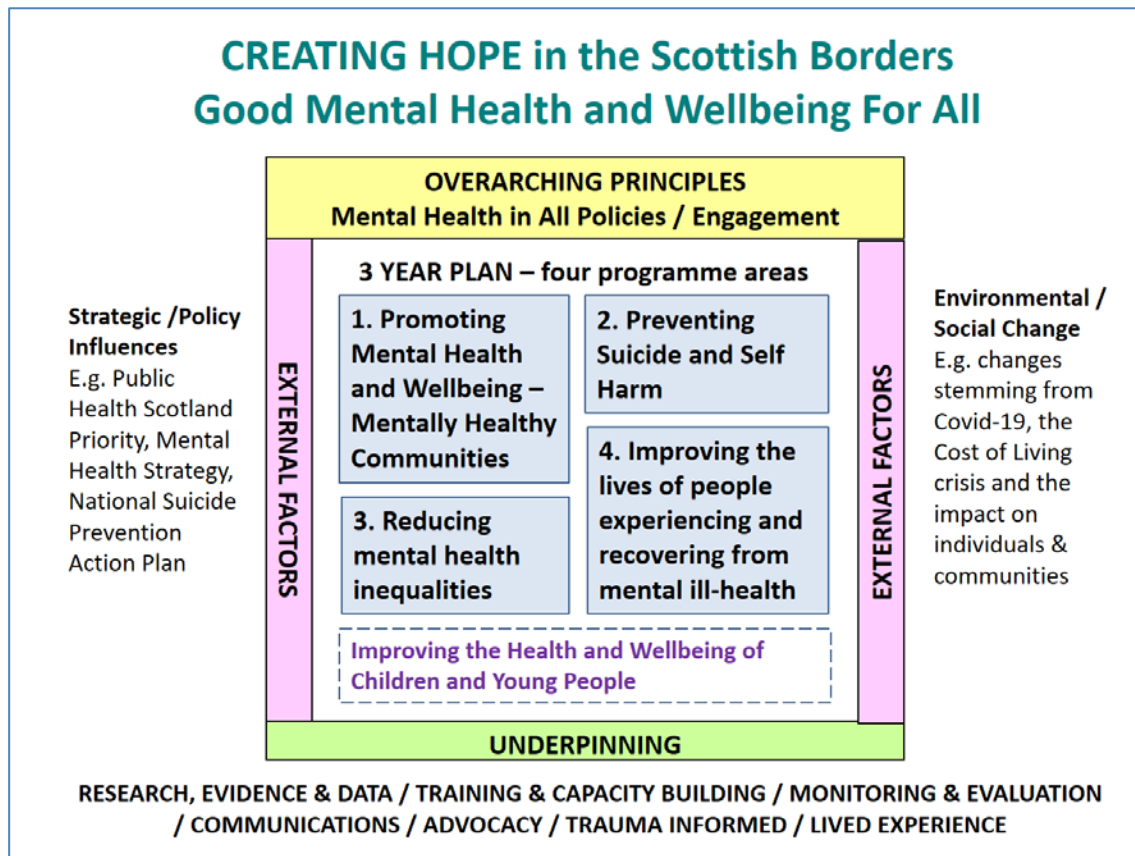 CREATING HOPE in the Scottish Borders
Good Mental Health and Wellbeing For All
OVERARCHING PRINCIPLES
Mental Health in All Policies / Engagement
Strategic /Policy
Influences
E.g. Public
Health Scotland
Priority, Mental
Health Strategy,
National Suicide
Prevention
Action Plan
EXTERNAL FACTORS
3 YEAR PLAN – four programme areas
1. Promoting
Mental Health
and Wellbeing –
Mentally Healthy
Communities
2. Preventing
Suicide and Self
Harm
3. Reducing
mental health
inequalities
4. Improving the
lives of people
experiencing and
recovering from
mental ill-health
Improving the Health and Wellbeing of
Children and Young People
EXTERNAL FACTORS
Environmental /
Social Change
E.g. changes
stemming from
Covid-19, the
Cost of Living
crisis and the
impact on
individuals &
communities
UNDERPINNING
RESEARCH, EVIDENCE & DATA / TRAINING & CAPACITY BUILDING / MONITORING & EVALUATION
/ COMMUNICATIONS / ADVOCACY / TRAUMA INFORMED / LIVED EXPERIENCE